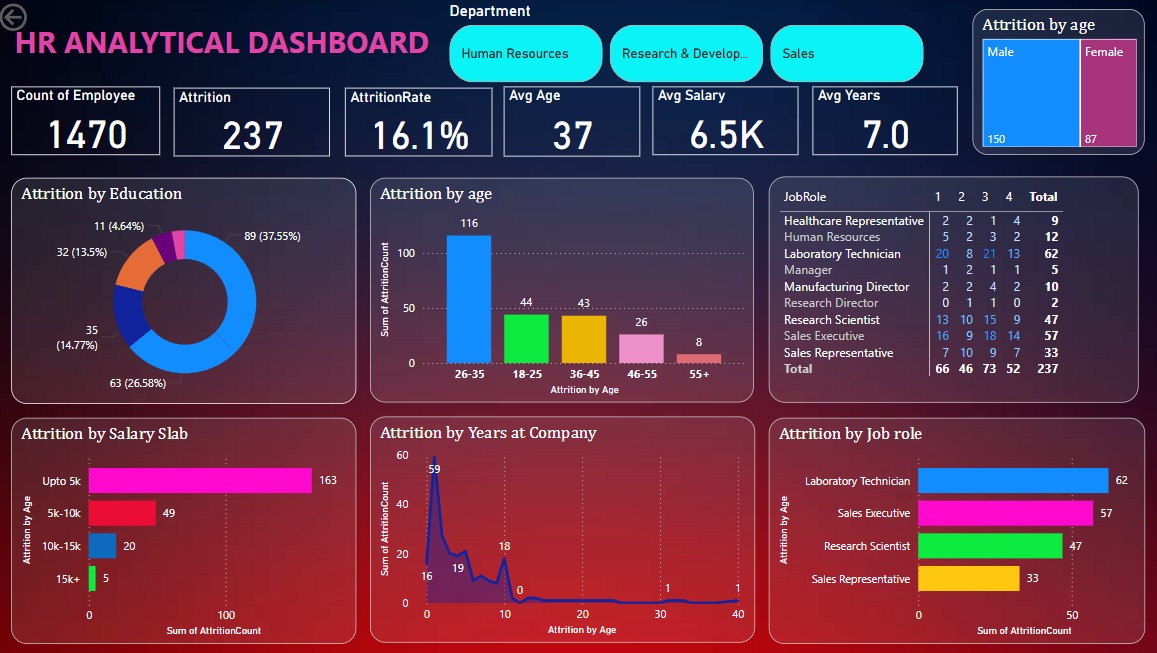 HR ANALYTICAL DASHBOARD
Department
Human Resources
Research & Develop...
Sales
Attrition by age
Male
Female
150
87
Count of Employee
1470
Attrition
237
AttritionRate
16.1%
Avg Age
37
Avg Salary
6.5K
Avg Years
7.0
Attrition by Education
11 (4.64%)
89 (37.55%)
32 (13.5%)
35
(14.77%)
63 (26.58%)
Attrition by age
Sum of AttritionCount
100
50
0
116
44
43
26
8
26-35 18-25 36-45 46-55 55+
Attrition by Age
JobRole 1 2 3 4 Total
Healthcare Representative 2 2 1 4 9
Human Resources 5 2 3 2 12
Laboratory Technician 20 8 21 13 62
Manager 1 2 1 1 5
Manufacturing Director 2 2 4 2 10
Research Director 0 1 1 0 2
Research Scientist 13 10 15 9 47
Sales Executive 16 9 18 14 57
Sales Representative 7 10 9 7 33
Total 66 46 73 52 237
Attrition by Salary Slab
Attrition by Age
Upto 5k 163
5k-10k 49
10k-15k 20
15k+ 5
0 100
Sum of AttritionCount
Attrition by Years at Company
Sum of AttritionCount
60
40
20
0
59
16
19
18
0
1
1
0 10 20 30 40
Attrition by Age
Attrition by Job role
Attrition by Age
Laboratory Technician 62
Sales Executive 57
Research Scientist 47
Sales Representative 33
0 50
Sum of AttritionCount